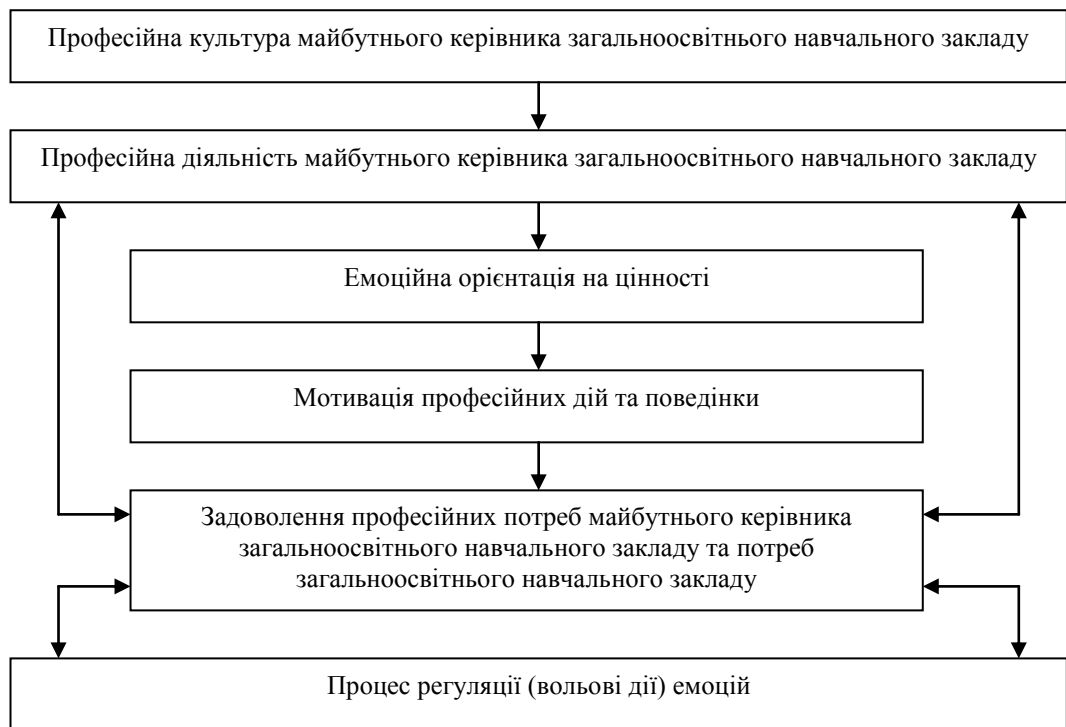 Професійна культура майбутнього керівника загальноосвітнього навчального закладу
Професійна діяльність майбутнього керівника загальноосвітнього навчального закладу
Емоційна орієнтація на цінності
Мотивація професійних дій та поведінки
Задоволення професійних потреб майбутнього керівника
загальноосвітнього навчального закладу та потреб
загальноосвітнього навчального закладу
Процес регуляції (вольові дії) емоцій